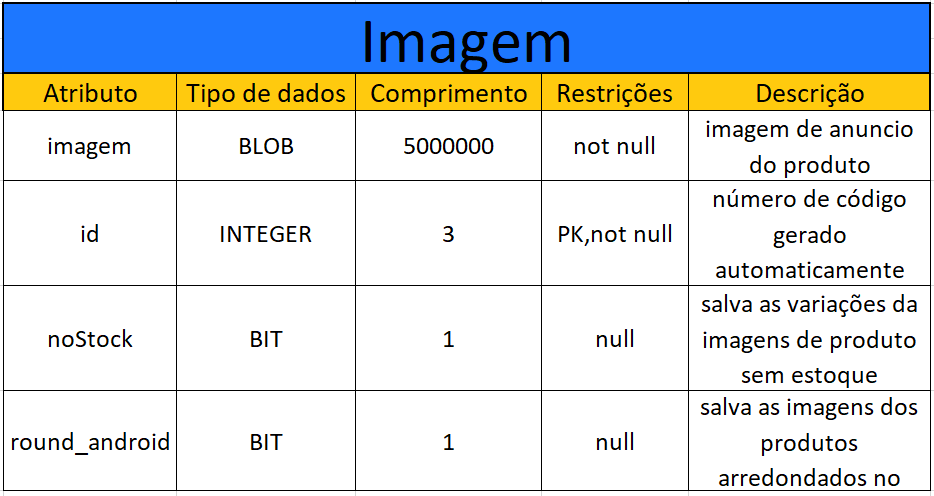 Imagem
Atributo Tipo de dados Comprimento Restrições Descrição
imagem BLOB 5000000 not null imagem de anuncio
do produto
id INTEGER 3 PK,not null número de código
gerado
automaticamente
noStock BIT 1 null salva as variações da
imagens de produto
sem estoque
round_android BIT 1 null salva as imagens dos
produtos
arredondados no